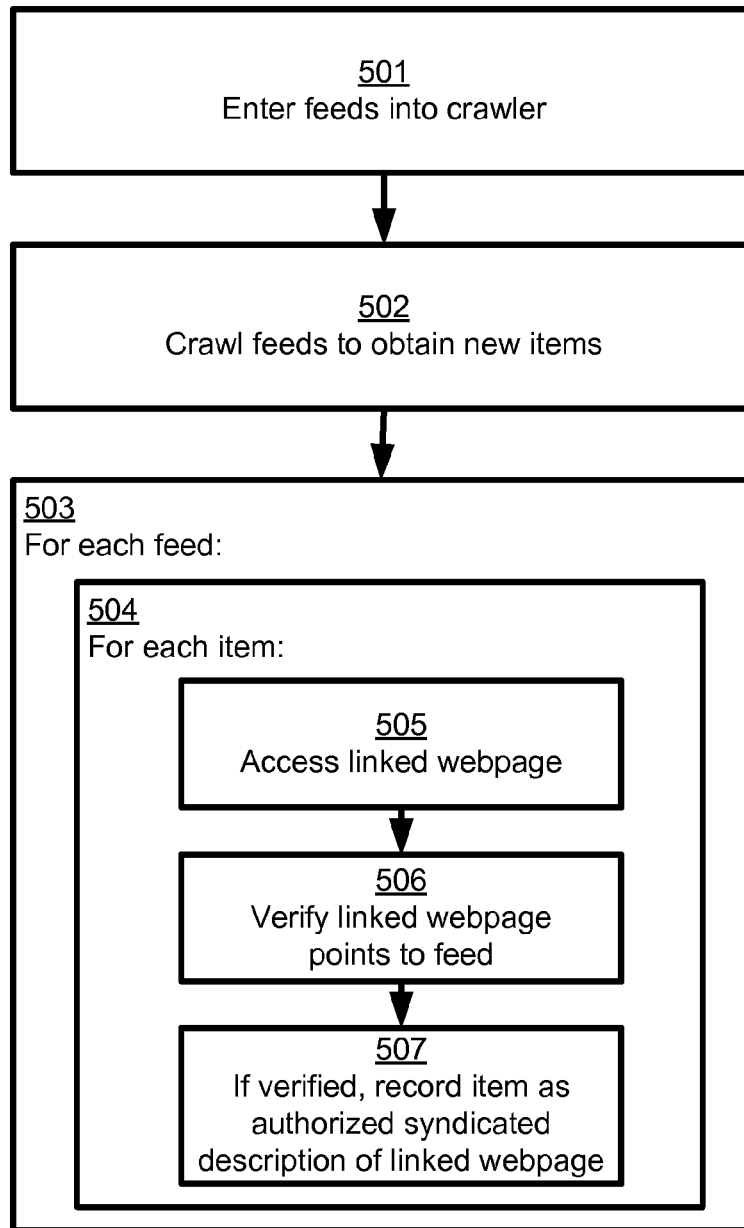 501
Enter feeds into crawler
502
Crawl feeds to obtain new items
503
For each feed:
504
For each item:
505
Access linked webpage
506
Verify linked webpage
points to feed
507
If verified, record item as
authorized syndicated
description of linked webpage